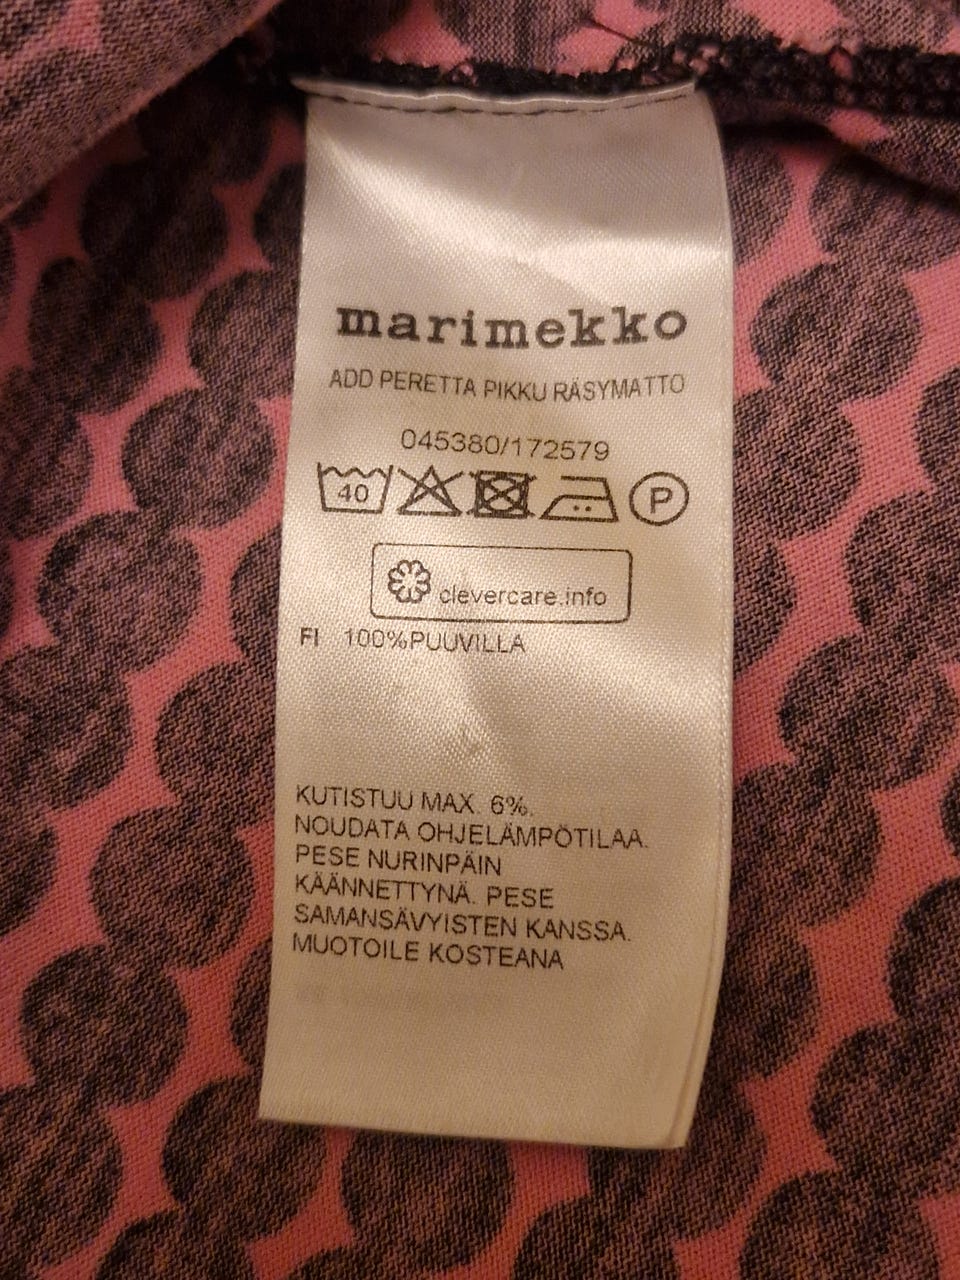 marimekko
ADD PERETTA PIKKU RÄSYMATTO
045380/172579
40 P
clevercare.info
FI 100%PUUVILLA
KUTISTUU MAX. 6%.
NOUDATA OHJELÄMPÖTILAA.
PESE NURINPÄIN
KÄÄNNETTYNÄ. PESE
SAMANSÄVYISTEN KANSSA.
MUOTOILE KOSTEANA